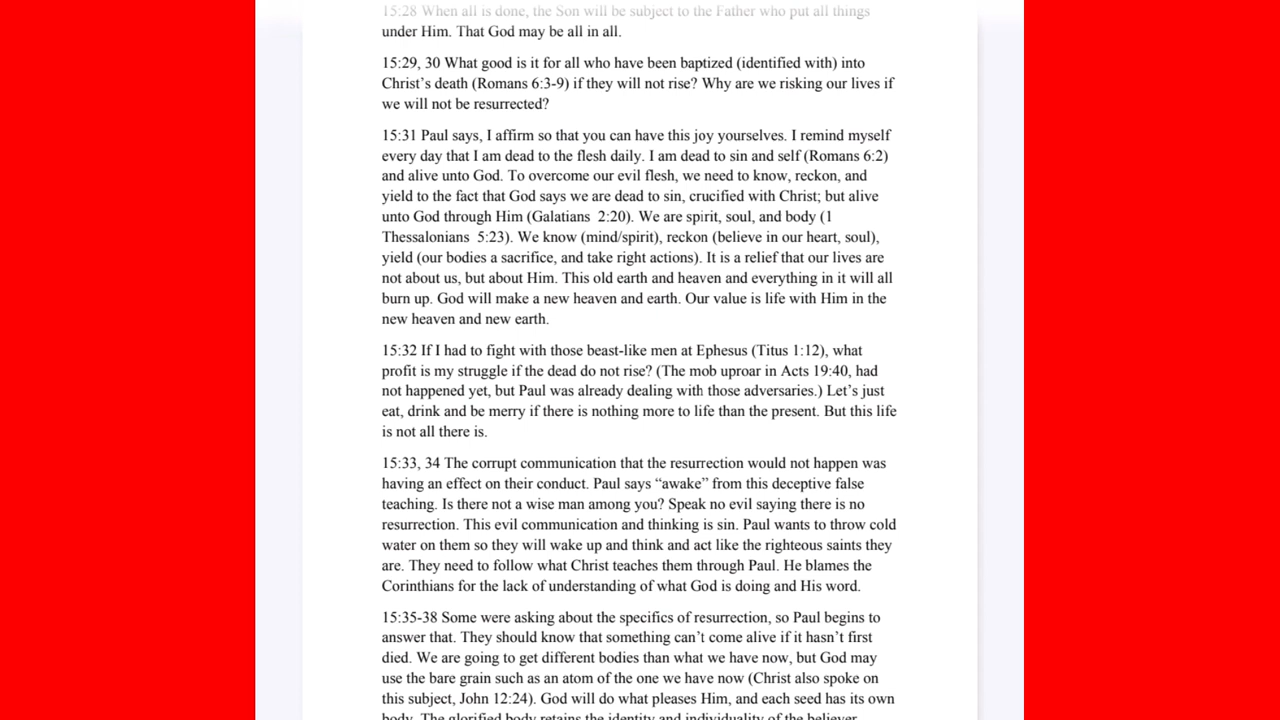 15:28 When all is done, the Son will be subject to the Father who put all things
under Him. That God may be all in all.
15:29, 30 What good is it for all who have been baptized (identified with) into
Christ’s death (Romans 6:3-9) if they will not rise? Why are we risking our lives if
we will not be resurrected?
15:31 Paul says, I affirm so that you can have this joy yourselves. I remind myself
every day that I am dead to the flesh daily. I am dead to sin and self (Romans 6:2)
and alive unto God. To overcome our evil flesh, we need to know, reckon, and
yield to the fact that God says we are dead to sin, crucified with Christ; but alive
unto God through Him (Galatians  2:20). We are spirit, soul, and body (1
Thessalonians  5:23). We know (mind/spirit), reckon (believe in our heart, soul),
yield (our bodies a sacrifice, and take right actions). It is a relief that our lives are
not about us, but about Him. This old earth and heaven and everything in it will all
burn up. God will make a new heaven and earth. Our value is life with Him in the
new heaven and new earth.
15:32 If I had to fight with those beast-like men at Ephesus (Titus 1:12), what
profit is my struggle if the dead do not rise? (The mob uproar in Acts 19:40, had
not happened yet, but Paul was already dealing with those adversaries.) Let’s just
eat, drink and be merry if there is nothing more to life than the present. But this life
is not all there is.
15:33, 34 The corrupt communication that the resurrection would not happen was
having an effect on their conduct. Paul says “awake” from this deceptive false
teaching. Is there not a wise man among you? Speak no evil saying there is no
resurrection. This evil communication and thinking is sin. Paul wants to throw cold
water on them so they will wake up and think and act like the righteous saints they
are. They need to follow what Christ teaches them through Paul. He blames the
Corinthians for the lack of understanding of what God is doing and His word.
15:35-38 Some were asking about the specifics of resurrection, so Paul begins to
answer that. They should know that something can’t come alive if it hasn’t first
died. We are going to get different bodies than what we have now, but God may
use the bare grain such as an atom of the one we have now (Christ also spoke on
this subject, John 12:24). God will do what pleases Him, and each seed has its own
body. The glorified body retains the identity and individuality of the believer